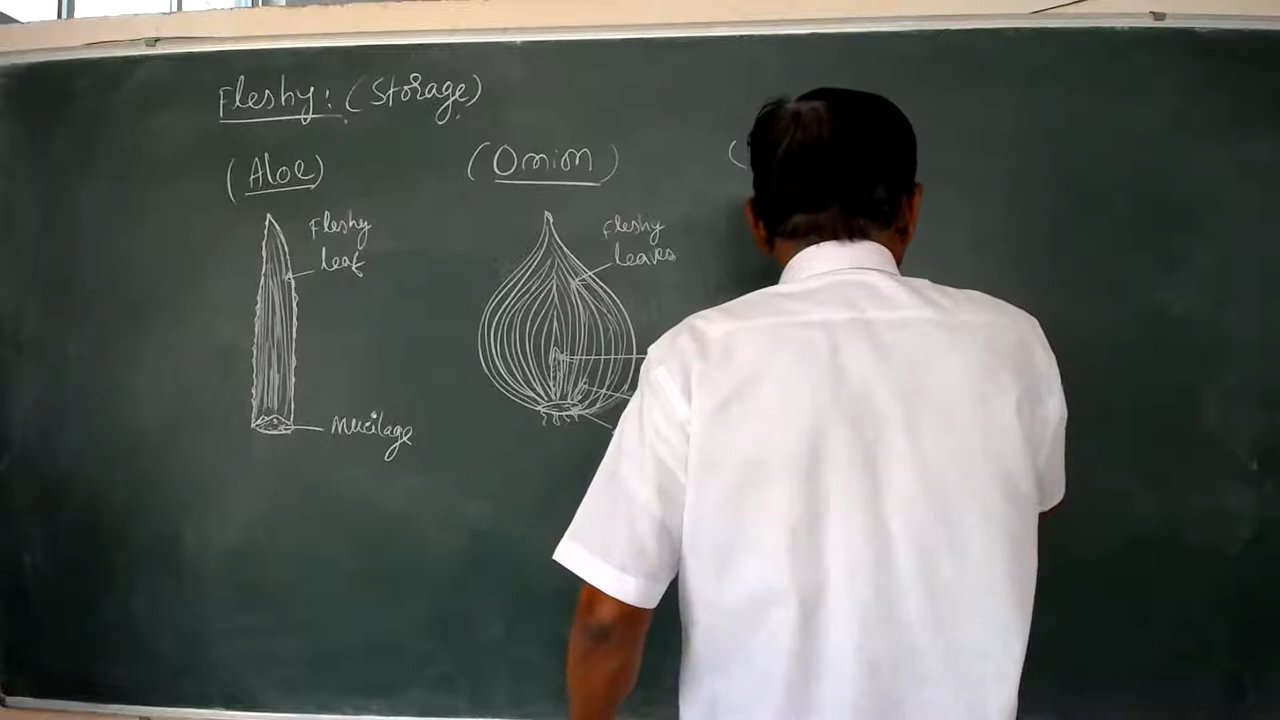 Fleshy: (Storage)
(Aloe)
(Onion)
(
Fleshy
leaf
Fleshy
leaves
Mucilage